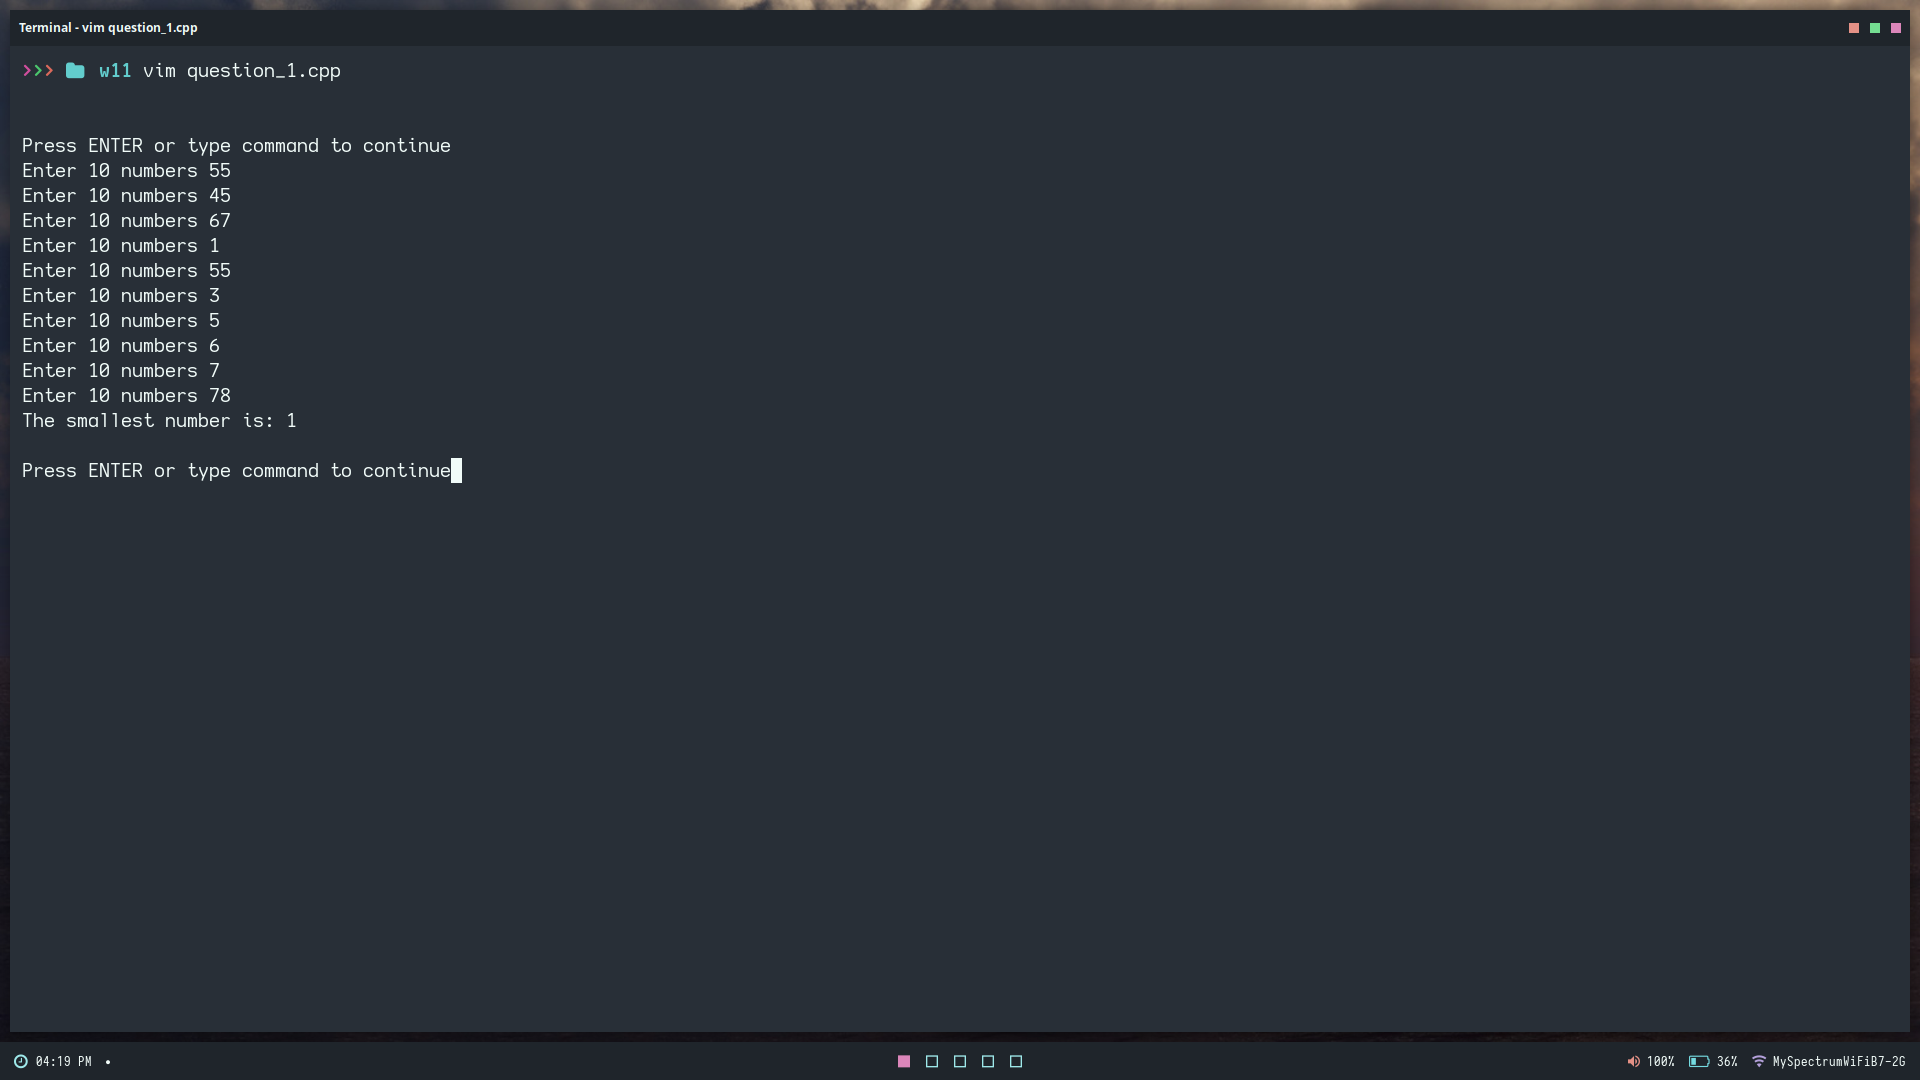 Terminal - vim question_1.cpp
>>> w11 vim question_1.cpp
Press ENTER or type command to continue
Enter 10 numbers 55
Enter 10 numbers 45
Enter 10 numbers 67
Enter 10 numbers 1
Enter 10 numbers 55
Enter 10 numbers 3
Enter 10 numbers 5
Enter 10 numbers 6
Enter 10 numbers 7
Enter 10 numbers 78
The smallest number is: 1
Press ENTER or type command to continue
04:19 PM •
100% 36% MySpectrumWiFiB7-2G